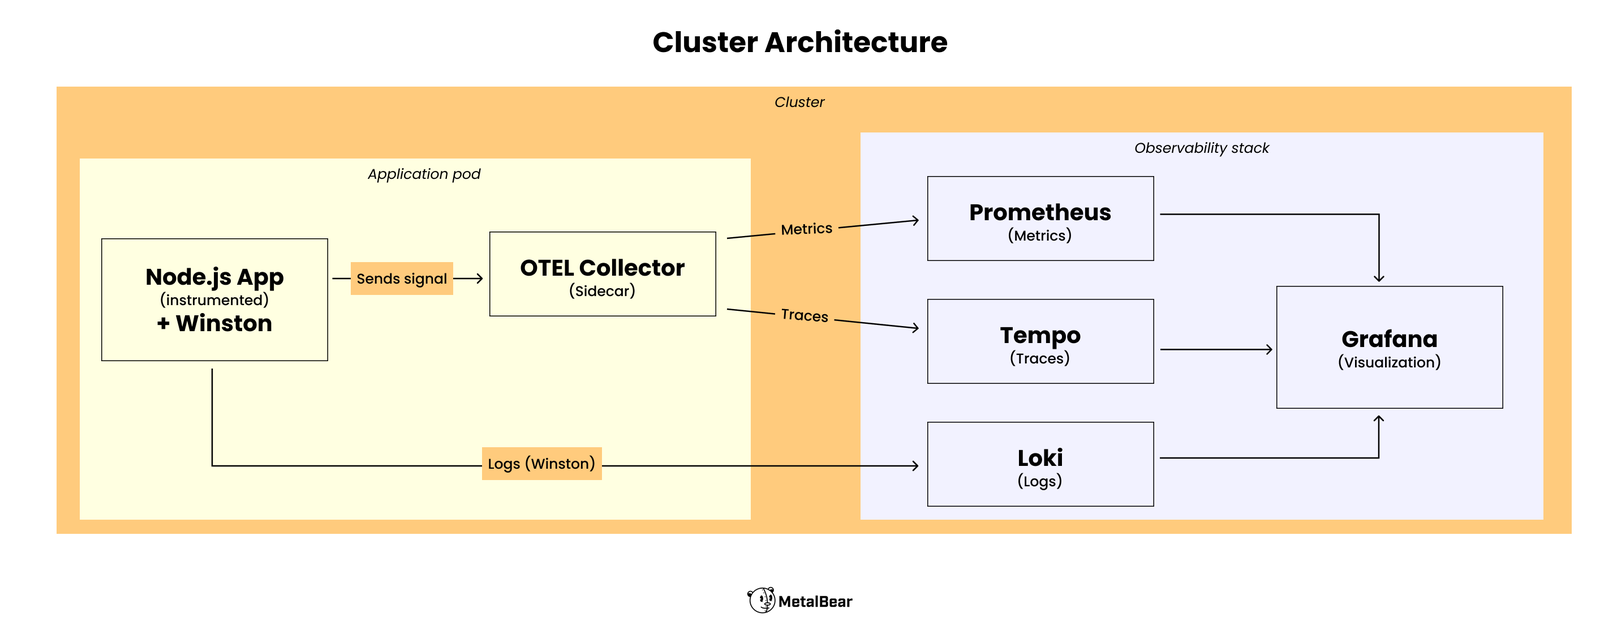 Cluster Architecture
Cluster
Application pod
Node.js App
(instrumented)
+ Winston
Sends signal
OTEL Collector
(Sidecar)
Metrics
Traces
Logs (Winston)
Observability stack
Prometheus
(Metrics)
Tempo
(Traces)
Loki
(Logs)
Grafana
(Visualization)
MetalBear